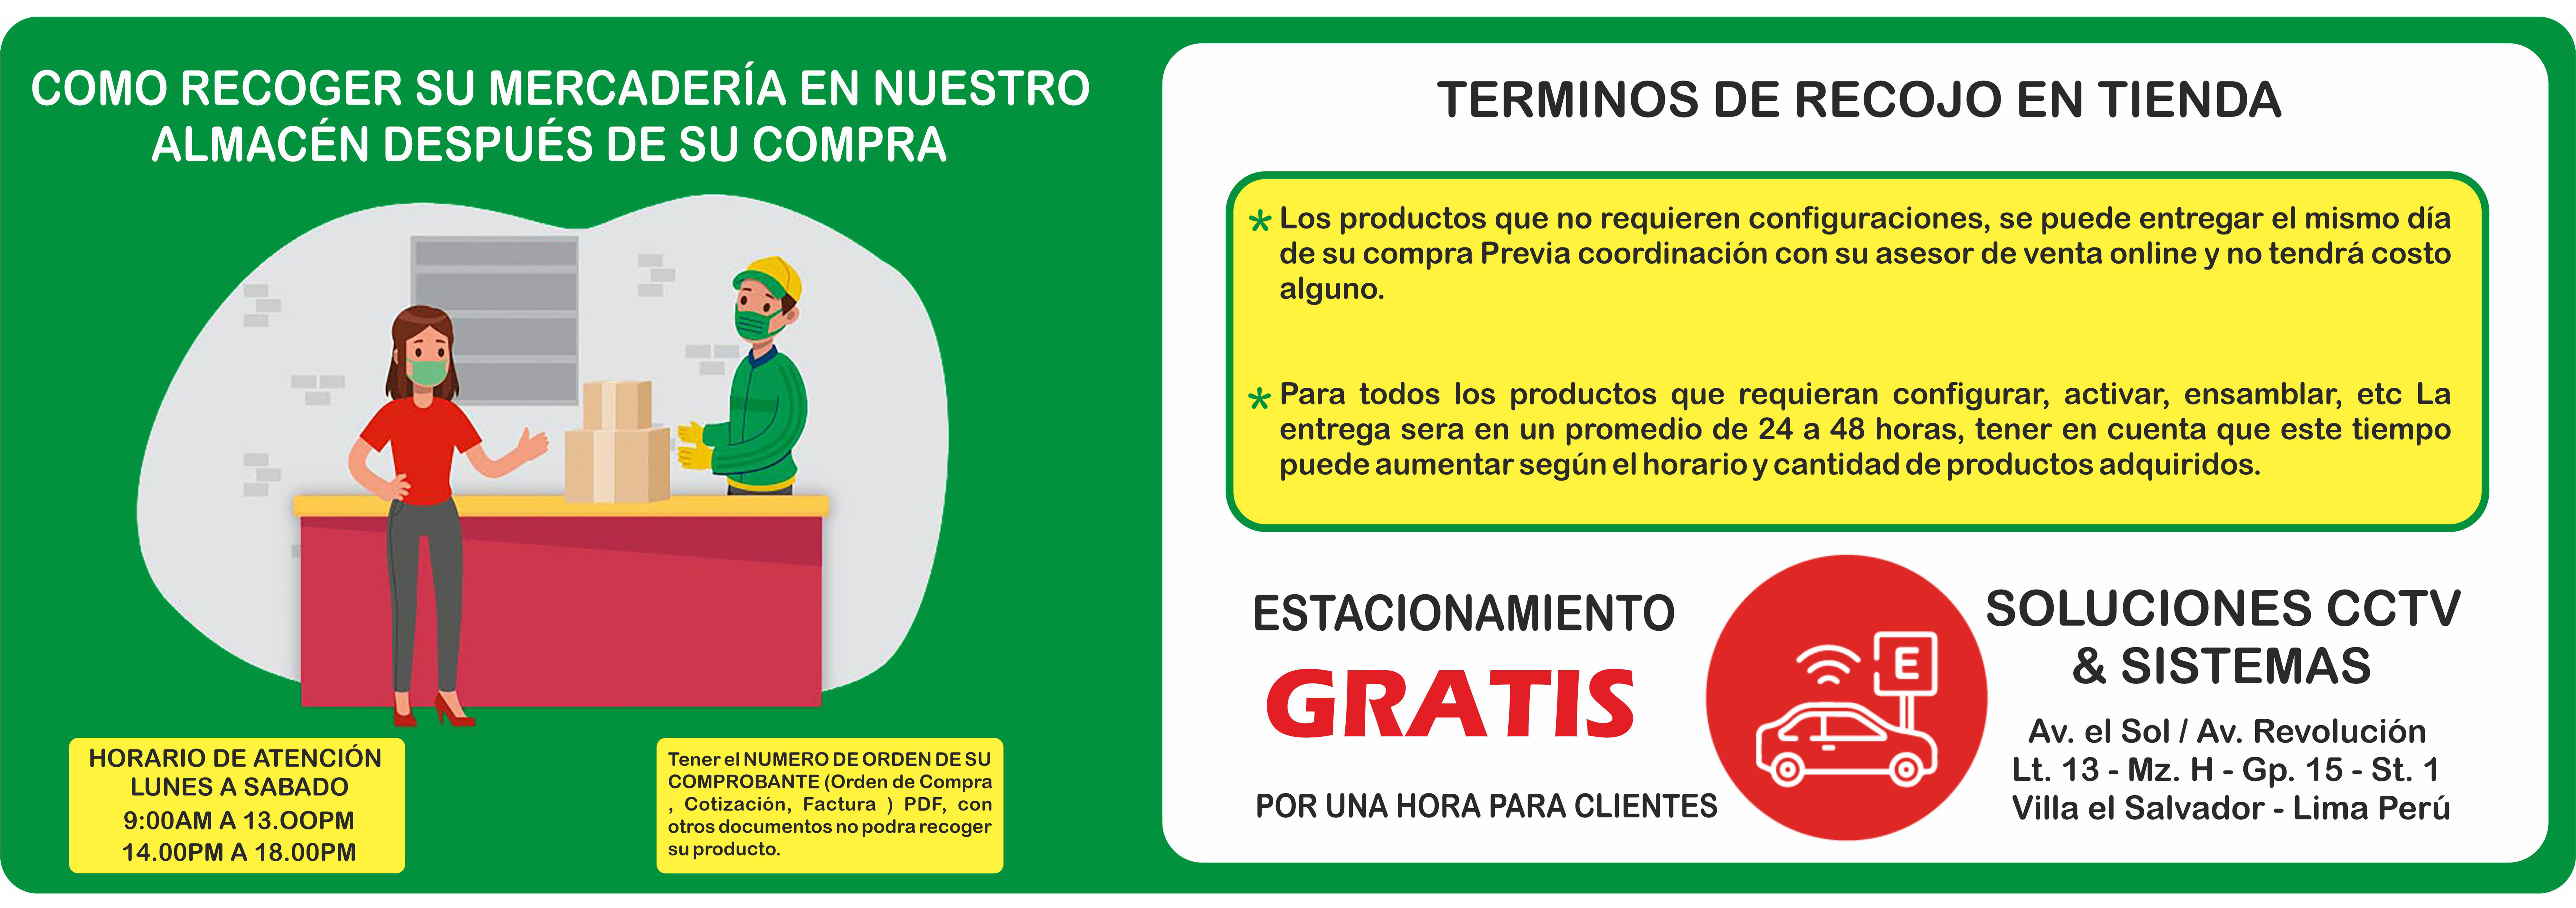 COMO RECOGER SU MERCADERÍA EN NUESTRO
ALMACÉN DESPUÉS DE SU COMPRA
HORARIO DE ATENCIÓN
LUNES A SABADO
9:00AM A 13.OOPM
14.00PM A 18.00PM
Tener el NUMERO DE ORDEN DE SU
COMPROBANTE (Orden de Compra
, Cotización, Factura ) PDF, con
otros documentos no podra recoger
su producto.
TERMINOS DE RECOJO EN TIENDA
* Los productos que no requieren configuraciones, se puede entregar el mismo día
de su compra Previa coordinación con su asesor de venta online y no tendrá costo
alguno.
* Para todos los productos que requieran configurar, activar, ensamblar, etc La
entrega sera en un promedio de 24 a 48 horas, tener en cuenta que este tiempo
puede aumentar según el horario y cantidad de productos adquiridos.
ESTACIONAMIENTO
GRATIS
POR UNA HORA PARA CLIENTES
E
SOLUCIONES CCTV
& SISTEMAS
Av. el Sol / Av. Revolución
Lt. 13 - Mz. H - Gp. 15 - St. 1
Villa el Salvador - Lima Perú